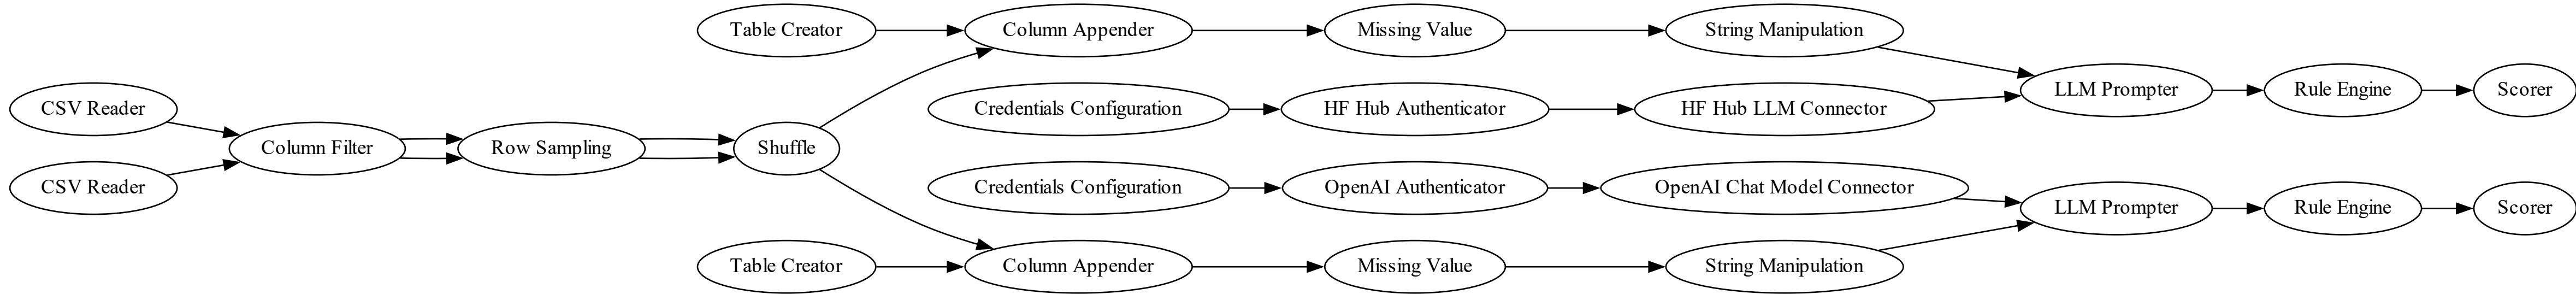 Table Creator
Column Appender
Missing Value
String Manipulation
CSV Reader
Credentials Configuration
HF Hub Authenticator
HF Hub LLM Connector
LLM Prompter
Rule Engine
Scorer
Column Filter
Row Sampling
Shuffle
CSV Reader
Credentials Configuration
OpenAI Authenticator
OpenAI Chat Model Connector
LLM Prompter
Rule Engine
Scorer
Table Creator
Column Appender
Missing Value
String Manipulation